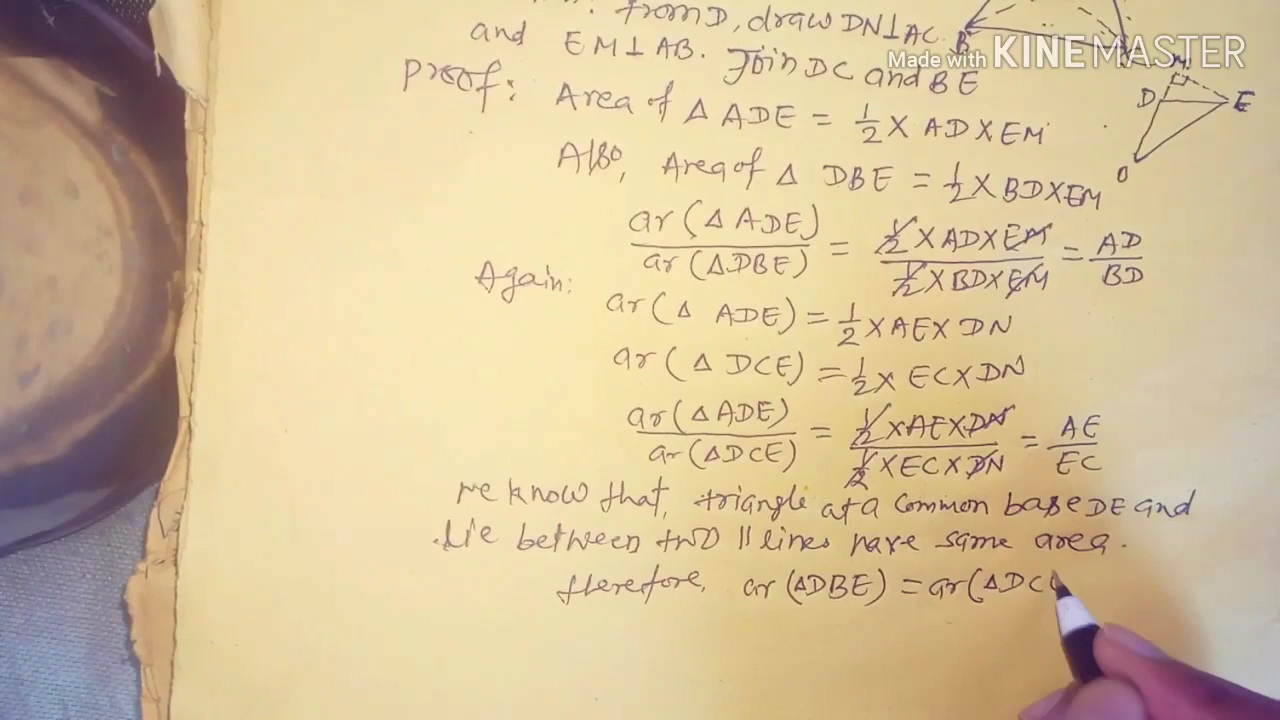 from D, draw DN⊥AC
and EM⊥AB. Join DC and BE
B
Made with KINEMASTER
M
D E
Proof: Area of △ ADE = 1/2 × AD × EM
Also, Area of △ DBE = 1/2 × BD × EM
ar(△ADE)/ar(△DBE) = 1/2 × AD × EM / 1/2 × BD × EM = AD/BD
Again: ar(△ ADE) = 1/2 × AE × DN
ar(△ DCE) = 1/2 × EC × DN
ar(△ADE)/ar(△DCE) = 1/2 × AE × DN / 1/2 × EC × DN = AE/EC
we know that, triangle at a common base DE and
lie between two || lines have same area.
therefore, ar(△DBE) = ar(△DC